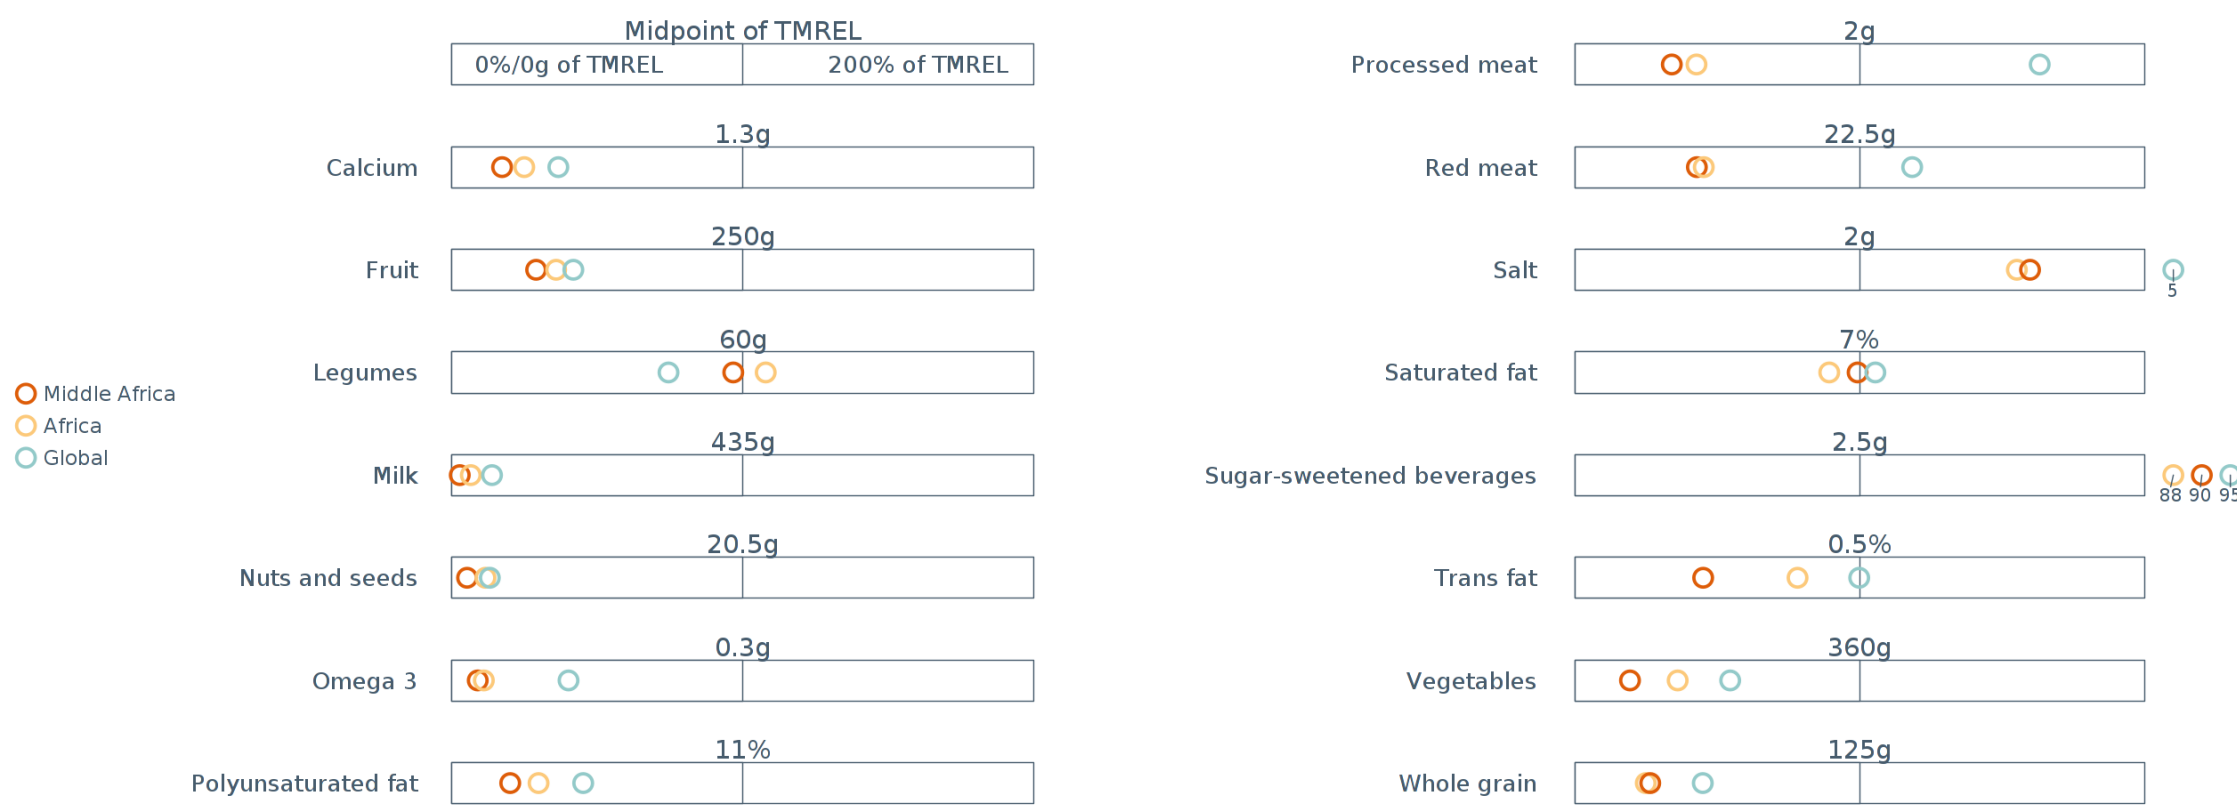 Midpoint of TMREL
0%/0g of TMREL
200% of TMREL
1.3g
Calcium
250g
Fruit
60g
Legumes
435g
Milk
20.5g
Nuts and seeds
0.3g
Omega 3
11%
Polyunsaturated fat
Middle Africa
Africa
Global
2g
Processed meat
22.5g
Red meat
2g
Salt
5
7%
Saturated fat
2.5g
Sugar-sweetened beverages
88 90 95
0.5%
Trans fat
360g
Vegetables
125g
Whole grain